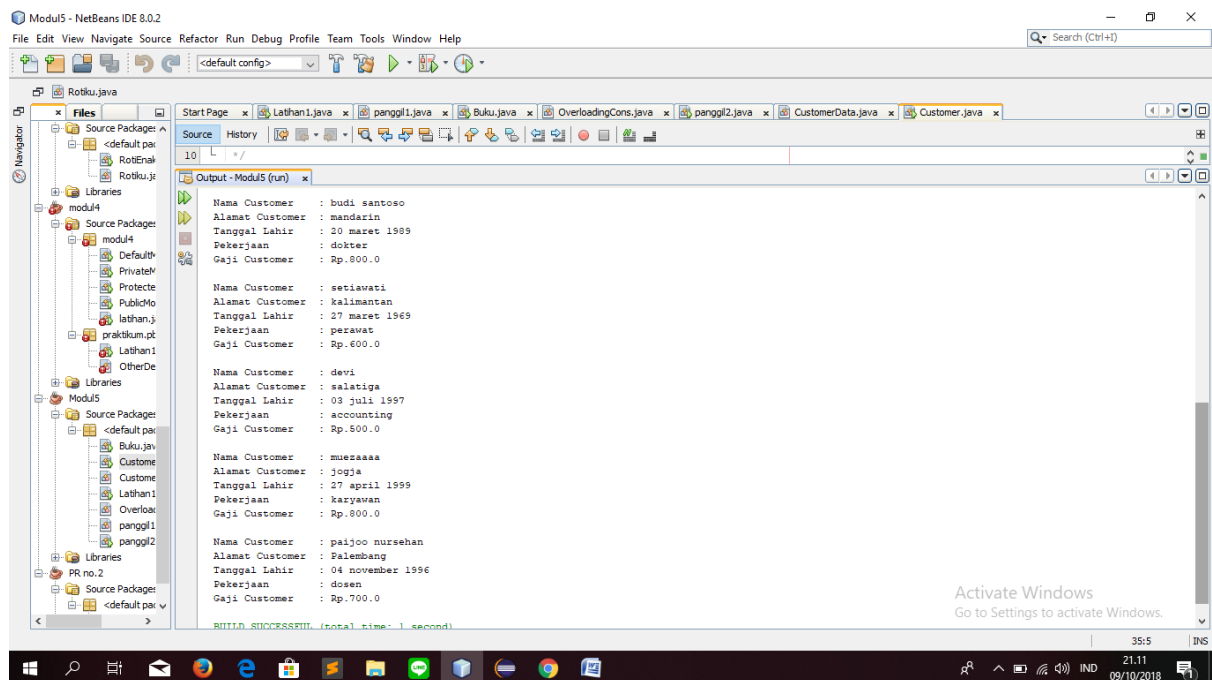 Modul5 - NetBeans IDE 8.0.2
File Edit View Navigate Source Refactor Run Debug Profile Team Tools Window Help
Search (Ctrl+I)
<default config>
Rotiku.java
Files
Start Page Latihan1.java panggil1.java Buku.java OverloadingCons.java panggil2.java CustomerData.java Customer.java
Navigator
Source History
10 */
Output - Modul5 (run)
Source Packages
<default pac
RotiEnak
Rotiku.ja
Libraries
modul4
Source Packages
modul4
DefaultM
PrivateM
Protecte
PublicMo
latihan.ja
praktikum.pb
Latihan1
OtherDe
Libraries
Modul5
Source Packages
<default pac
Buku.jav
Custome
Custome
Latihan1
Overload
panggil1
panggil2
Libraries
PR no.2
Source Packages
<default pac
Nama Customer : budi santoso
Alamat Customer : mandarin
Tanggal Lahir : 20 maret 1989
Pekerjaan : dokter
Gaji Customer : Rp.800.0
Nama Customer : setiawati
Alamat Customer : kalimantan
Tanggal Lahir : 27 maret 1969
Pekerjaan : perawat
Gaji Customer : Rp.600.0
Nama Customer : devi
Alamat Customer : salatiga
Tanggal Lahir : 03 juli 1997
Pekerjaan : accounting
Gaji Customer : Rp.500.0
Nama Customer : muezaaaa
Alamat Customer : jogja
Tanggal Lahir : 27 april 1999
Pekerjaan : karyawan
Gaji Customer : Rp.800.0
Nama Customer : paijoo nursehan
Alamat Customer : Palembang
Tanggal Lahir : 04 november 1996
Pekerjaan : dosen
Gaji Customer : Rp.700.0
BUILD SUCCESSFUL (total time: 1 second)
Activate Windows
Go to Settings to activate Windows.
35:5 INS
IND
21.11
09/10/2018